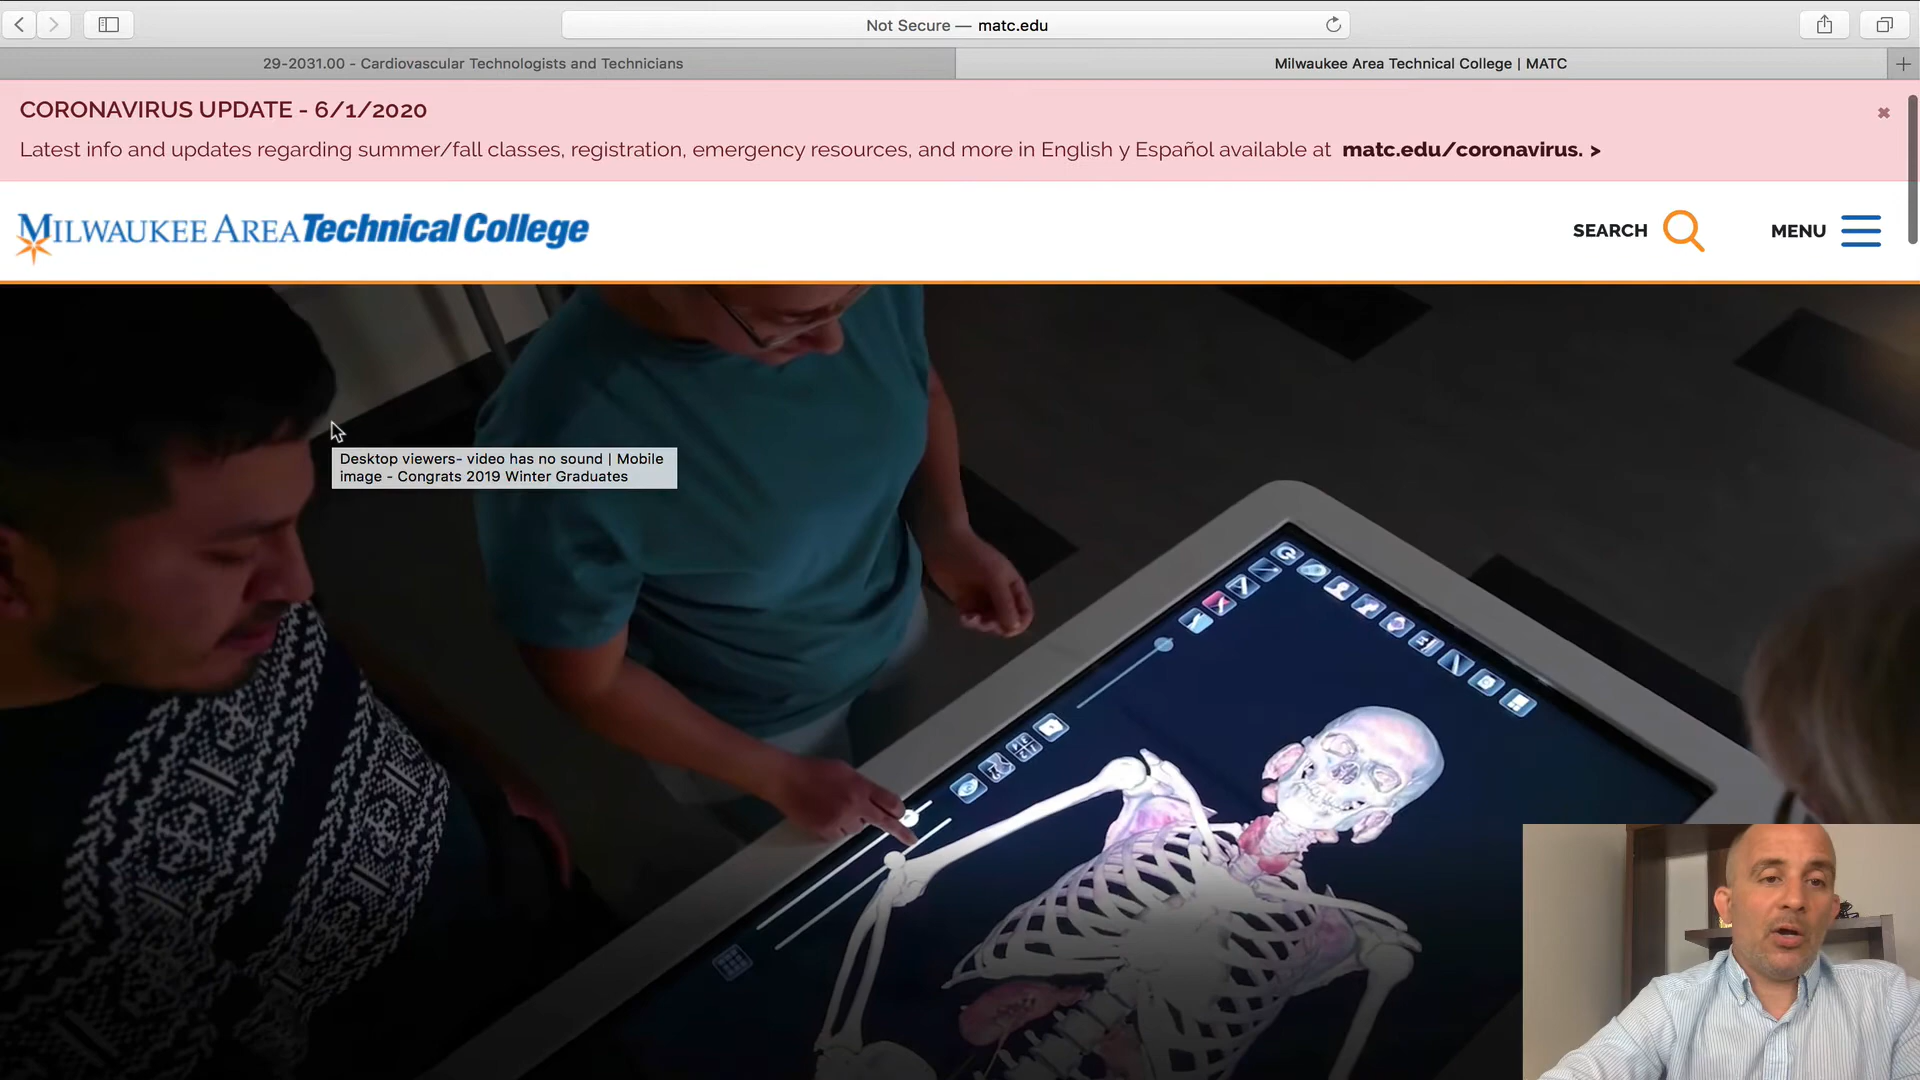 Not Secure — matc.edu
29-2031.00 - Cardiovascular Technologists and Technicians
Milwaukee Area Technical College | MATC
CORONAVIRUS UPDATE - 6/1/2020
Latest info and updates regarding summer/fall classes, registration, emergency resources, and more in English y Español available at matc.edu/coronavirus. >
MILWAUKEE AREA Technical College
SEARCH
MENU
Desktop viewers- video has no sound | Mobile
image - Congrats 2019 Winter Graduates